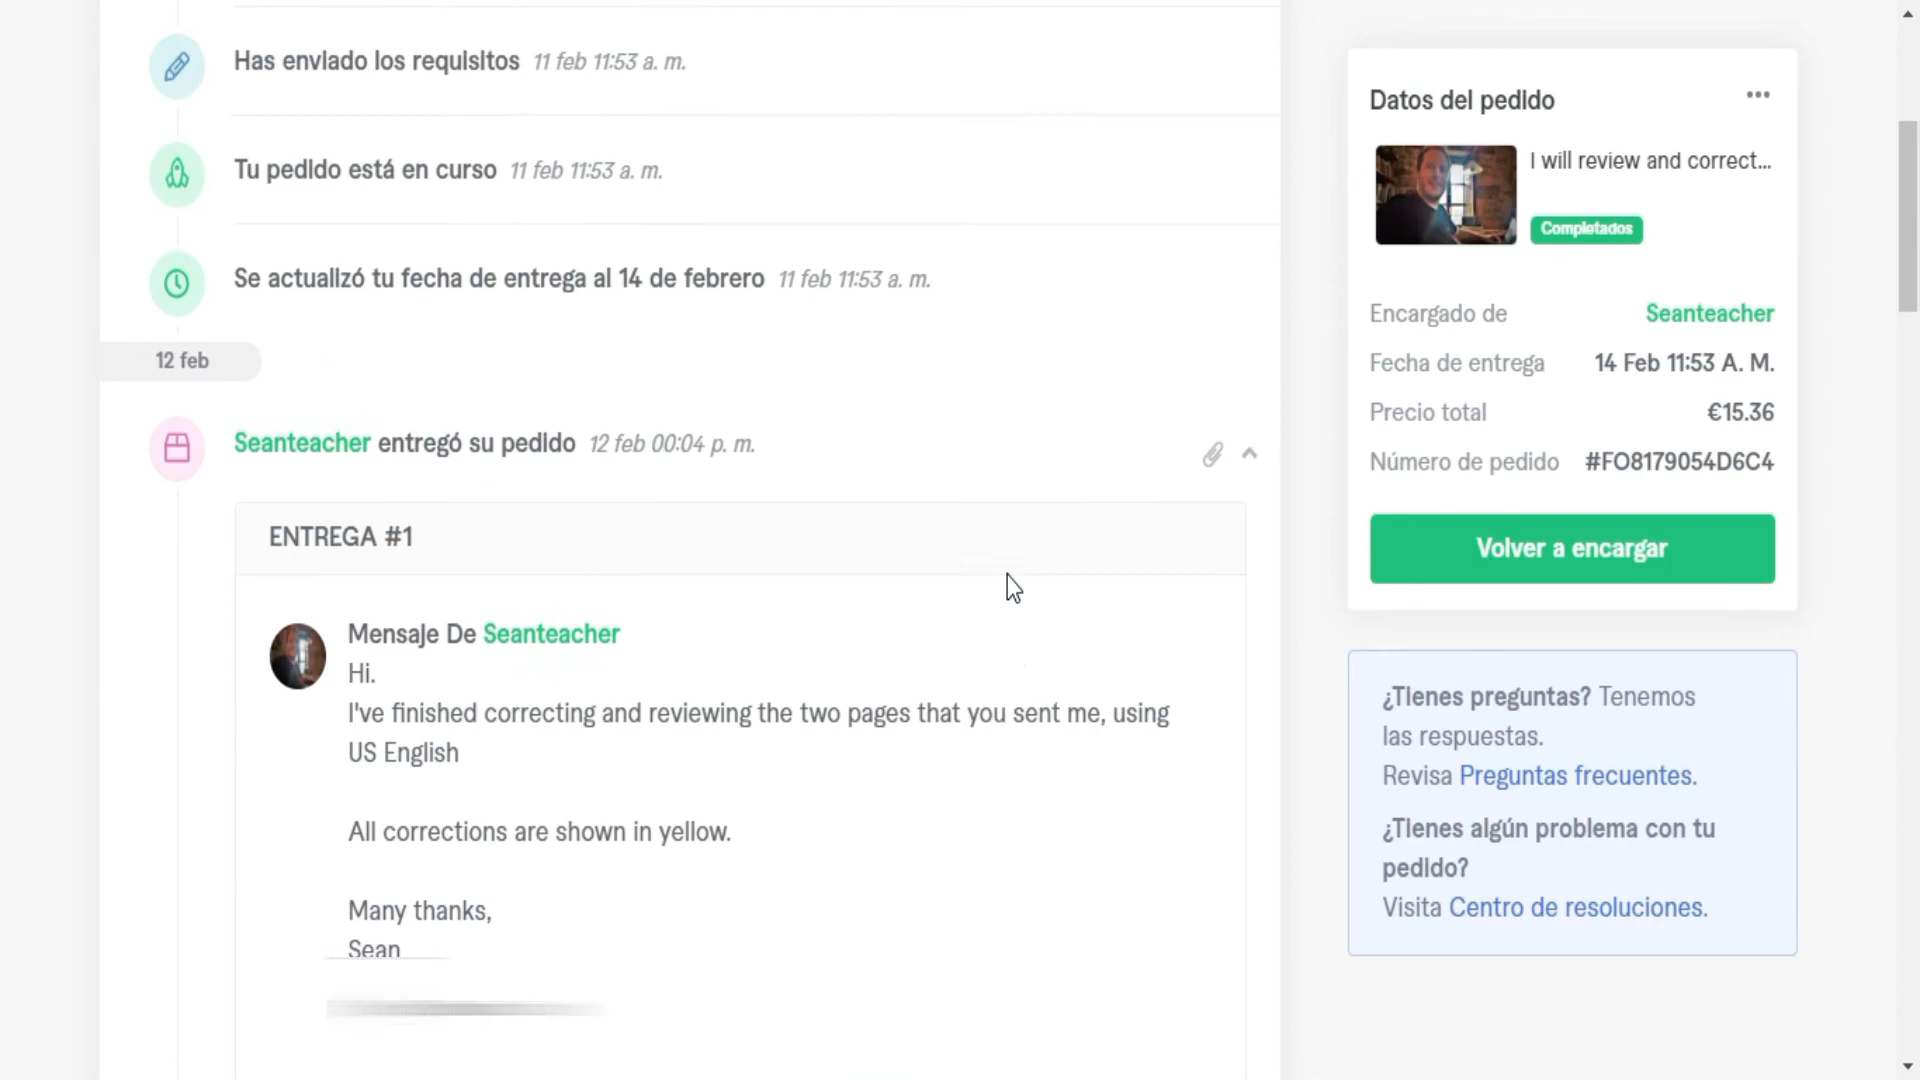 Has enviado los requisitos 11 feb 11:53 a. m.
Tu pedido está en curso 11 feb 11:53 a. m.
Se actualizó tu fecha de entrega al 14 de febrero 11 feb 11:53 a. m.
12 feb
Seanteacher entregó su pedido 12 feb 00:04 p. m.
ENTREGA #1
Mensaje De Seanteacher
Hi.
I've finished correcting and reviewing the two pages that you sent me, using
US English
All corrections are shown in yellow.
Many thanks,
Sean
Datos del pedido
I will review and correct...
Completados
Encargado de Seanteacher
Fecha de entrega 14 Feb 11:53 A. M.
Precio total €15.36
Número de pedido #FO8179054D6C4
Volver a encargar
¿Tienes preguntas? Tenemos
las respuestas.
Revisa Preguntas frecuentes.
¿Tienes algún problema con tu
pedido?
Visita Centro de resoluciones.